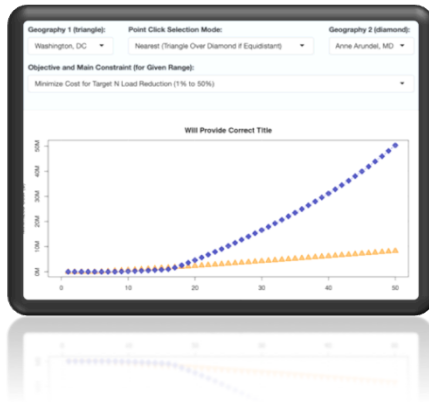 Geography 1 (triangle): Point Click Selection Mode: Geography 2 (diamond):
Washington, DC Nearest (Triangle Over Diamond if Equidistant) Anne Arundel, MD
Objective and Main Constraint (for Given Range):
Minimize Cost for Target N Load Reduction (1% to 50%)
Will Provide Correct Title
50M
40M
30M
20M
10M
0M
0 10 20 30 40 50